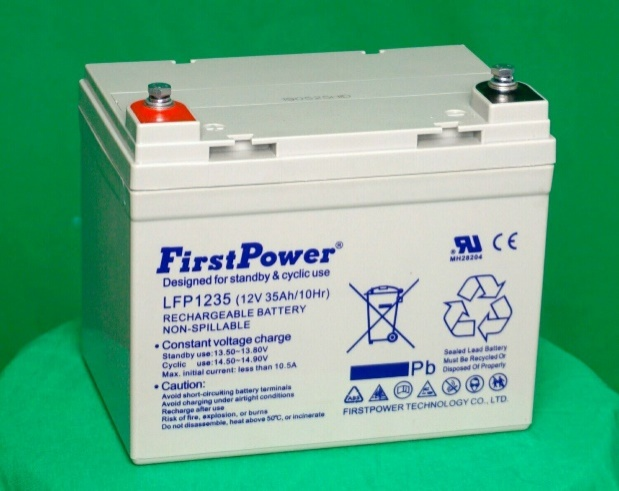 FirstPower®
Designed for standby & cyclic use
LFP1235 (12V 35Ah/10Hr)
RECHARGEABLE BATTERY
NON-SPILLABLE
• Constant voltage charge
Standby use:13.50~13.80V
Cyclic use:14.50~14.90V
Max. initial current: less than 10.5A
• Caution:
Avoid short-circuiting battery terminals
Avoid charging under airtight conditions
Recharge after use
Risk of fire, explosion, or burns
Do not disassemble, heat above 50℃, or incinerate
MH28204
CE
Pb
Sealed Lead Battery
Must Be Recycled Or
Disposed Of Properly
FIRSTPOWER TECHNOLOGY CO., LTD.